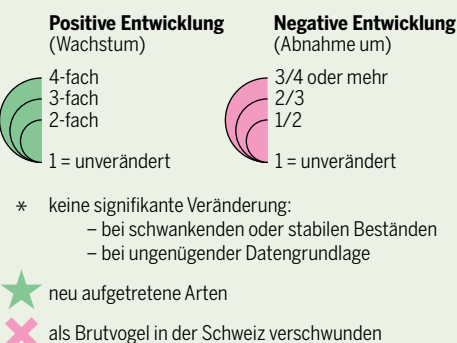 Positive Entwicklung
(Wachstum)
4-fach
3-fach
2-fach
1 = unverändert
Negative Entwicklung
(Abnahme um)
3/4 oder mehr
2/3
1/2
1 = unverändert
* keine signifikante Veränderung:
– bei schwankenden oder stabilen Beständen
– bei ungenügender Datengrundlage
neu aufgetretene Arten
als Brutvogel in der Schweiz verschwunden